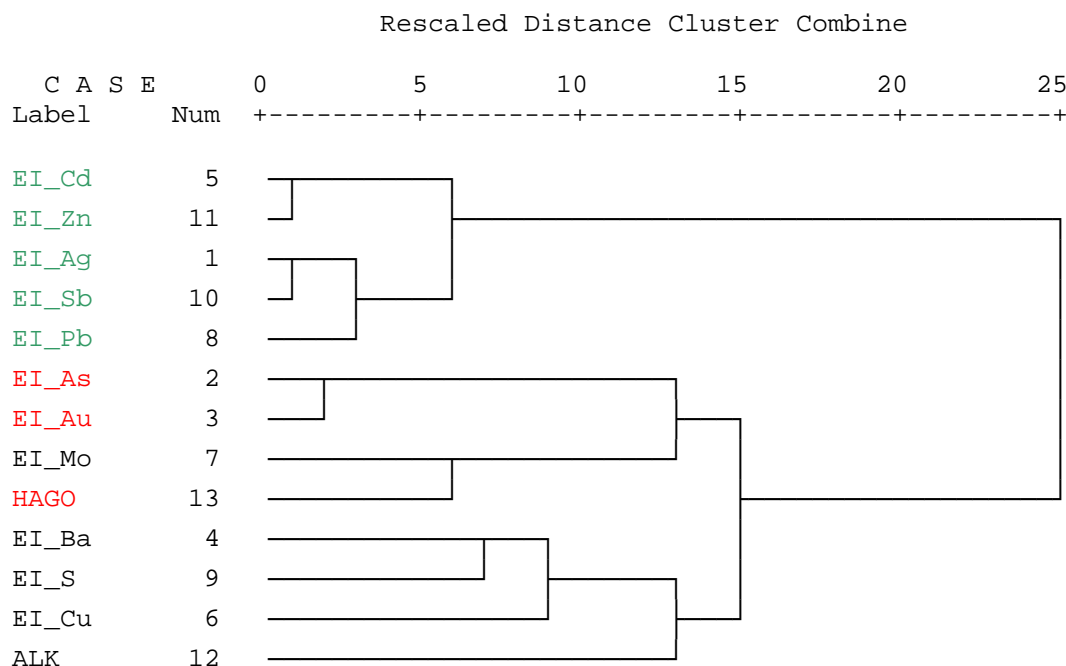 Rescaled Distance Cluster Combine
C A S E 0 5 10 15 20 25
Label Num +---------+---------+---------+---------+---------+
EI_Cd 5
EI_Zn 11
EI_Ag 1
EI_Sb 10
EI_Pb 8
EI_As 2
EI_Au 3
EI_Mo 7
HAGO 13
EI_Ba 4
EI_S 9
EI_Cu 6
ALK 12